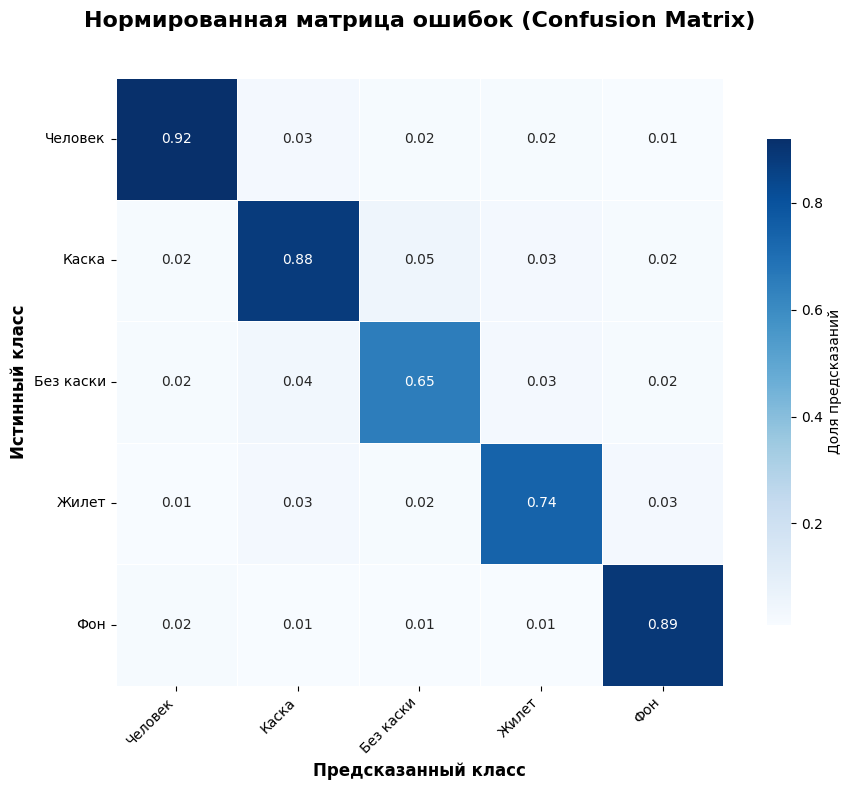 Нормированная матрица ошибок (Confusion Matrix)
Человек 0.92 0.03 0.02 0.02 0.01
Каска 0.02 0.88 0.05 0.03 0.02
Без каски 0.02 0.04 0.65 0.03 0.02
Жилет 0.01 0.03 0.02 0.74 0.03
Фон 0.02 0.01 0.01 0.01 0.89
Человек Каска Без каски Жилет Фон
Предсказанный класс
Истинный класс
0.8
0.6
0.4
0.2
Доля предсказаний